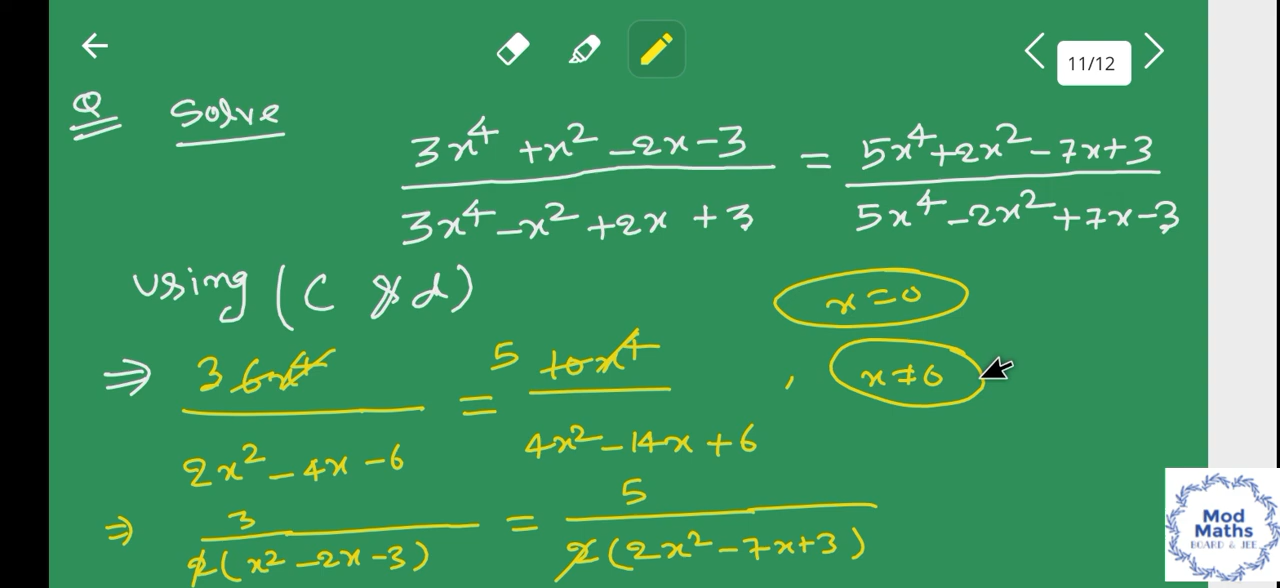 11/12
Q Solve
3x⁴ + x² - 2x - 3 / 3x⁴ - x² + 2x + 3 = 5x⁴ + 2x² - 7x + 3 / 5x⁴ - 2x² + 7x - 3
using (C & d)
x = 0
⇒ 3 6x⁴ / 2x² - 4x - 6 = 5 10x⁴ / 4x² - 14x + 6 , x ≠ 0
⇒ 3 / 2(x² - 2x - 3) = 5 / 2(2x² - 7x + 3)
Mod
Maths
BOARD & JEE